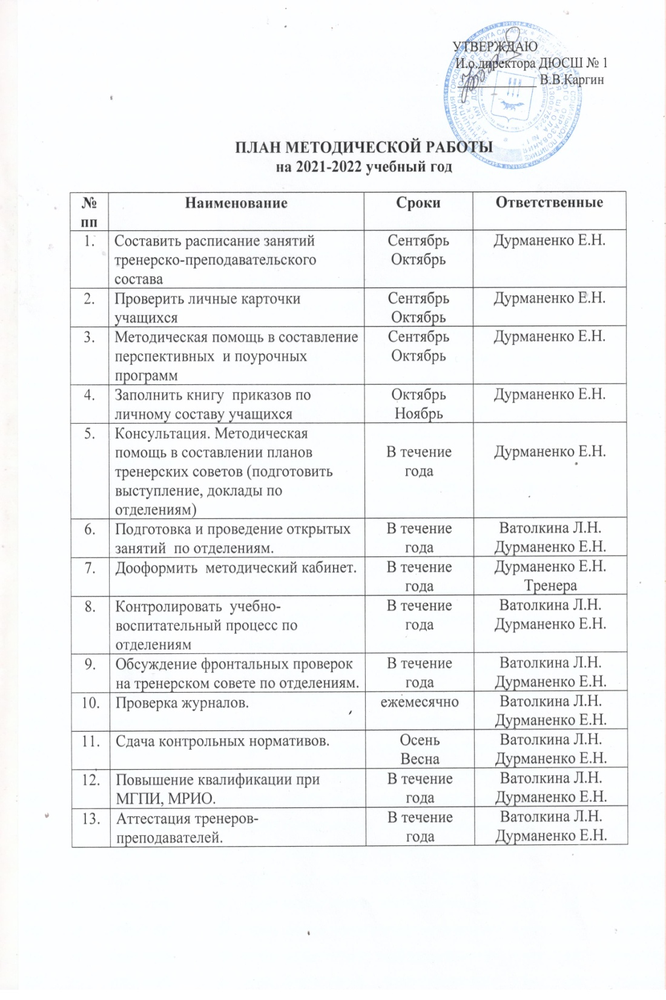 УТВЕРЖДАЮ
И.о.директора ДЮСШ № 1
В.В.Каргин
ПЛАН МЕТОДИЧЕСКОЙ РАБОТЫ
на 2021-2022 учебный год
№ пп Наименование Сроки Ответственные
1. Составить расписание занятий Сентябрь Дурманенко Е.Н.
тренерско-преподавательского Октябрь
состава
2. Проверить личные карточки Сентябрь Дурманенко Е.Н.
учащихся Октябрь
3. Методическая помощь в составление Сентябрь Дурманенко Е.Н.
перспективных и поурочных Октябрь
программ
4. Заполнить книгу приказов по Октябрь Дурманенко Е.Н.
личному составу учащихся Ноябрь
5. Консультация. Методическая
помощь в составлении планов В течение Дурманенко Е.Н.
тренерских советов (подготовить года
выступление, доклады по
отделениям)
6. Подготовка и проведение открытых В течение Ватолкина Л.Н.
занятий по отделениям. года Дурманенко Е.Н.
7. Дооформить методический кабинет. В течение Дурманенко Е.Н.
года Тренера
8. Контролировать учебно- В течение Ватолкина Л.Н.
воспитательный процесс по года Дурманенко Е.Н.
отделениям
9. Обсуждение фронтальных проверок В течение Ватолкина Л.Н.
на тренерском совете по отделениям. года Дурманенко Е.Н.
10. Проверка журналов. ежемесячно Ватолкина Л.Н.
Дурманенко Е.Н.
11. Сдача контрольных нормативов. Осень Ватолкина Л.Н.
Весна Дурманенко Е.Н.
12. Повышение квалификации при В течение Ватолкина Л.Н.
МГПИ, МРИО. года Дурманенко Е.Н.
13. Аттестация тренеров- В течение Ватолкина Л.Н.
преподавателей. года Дурманенко Е.Н.